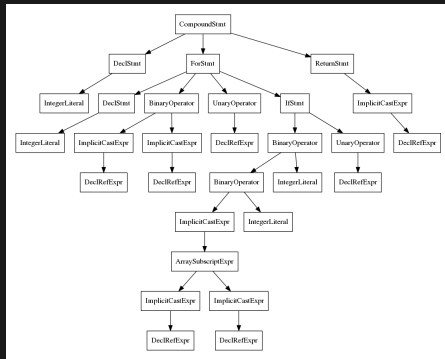 CompoundStmt
DeclStmt
ForStmt
ReturnStmt
IntegerLiteral
DeclStmt
BinaryOperator
UnaryOperator
IfStmt
ImplicitCastExpr
IntegerLiteral
ImplicitCastExpr
ImplicitCastExpr
DeclRefExpr
BinaryOperator
UnaryOperator
DeclRefExpr
DeclRefExpr
DeclRefExpr
BinaryOperator
IntegerLiteral
DeclRefExpr
ImplicitCastExpr
IntegerLiteral
ArraySubscriptExpr
ImplicitCastExpr
ImplicitCastExpr
DeclRefExpr
DeclRefExpr